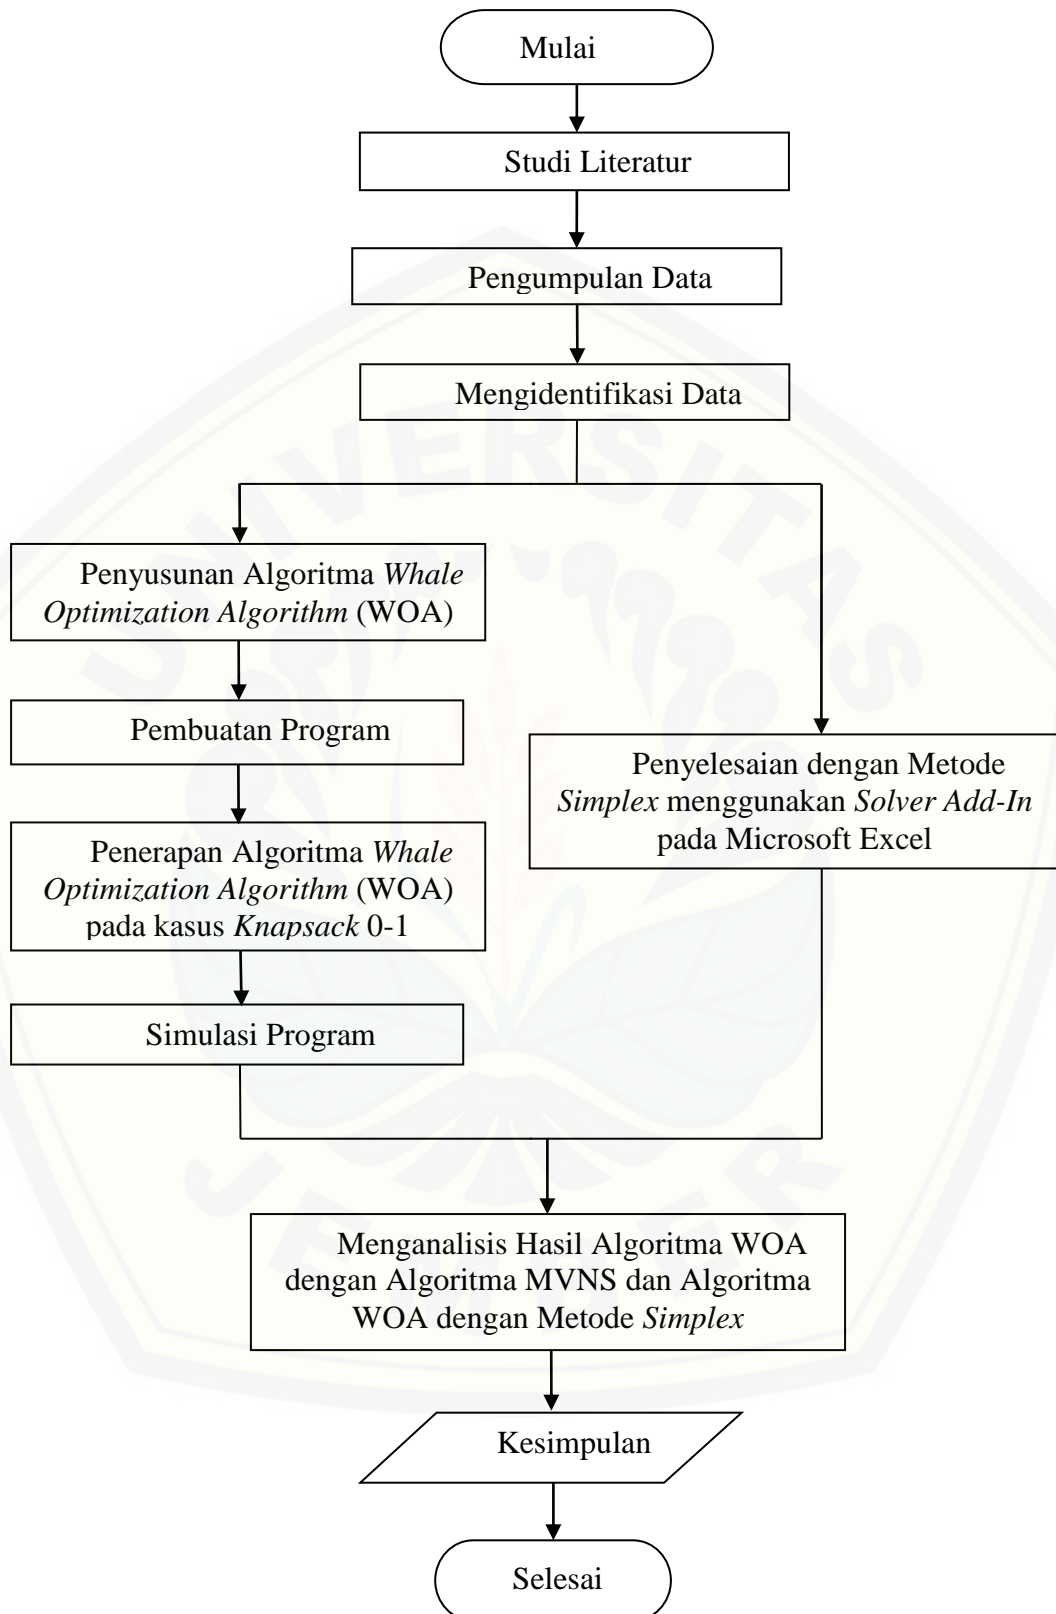 Mulai
Studi Literatur
Pengumpulan Data
Mengidentifikasi Data
Penyusunan Algoritma Whale
Optimization Algorithm (WOA)
Pembuatan Program
Penerapan Algoritma Whale
Optimization Algorithm (WOA)
pada kasus Knapsack 0-1
Simulasi Program
Penyelesaian dengan Metode
Simplex menggunakan Solver Add-In
pada Microsoft Excel
Menganalisis Hasil Algoritma WOA
dengan Algoritma MVNS dan Algoritma
WOA dengan Metode Simplex
Kesimpulan
Selesai
UNIVERSITAS
JEMBER